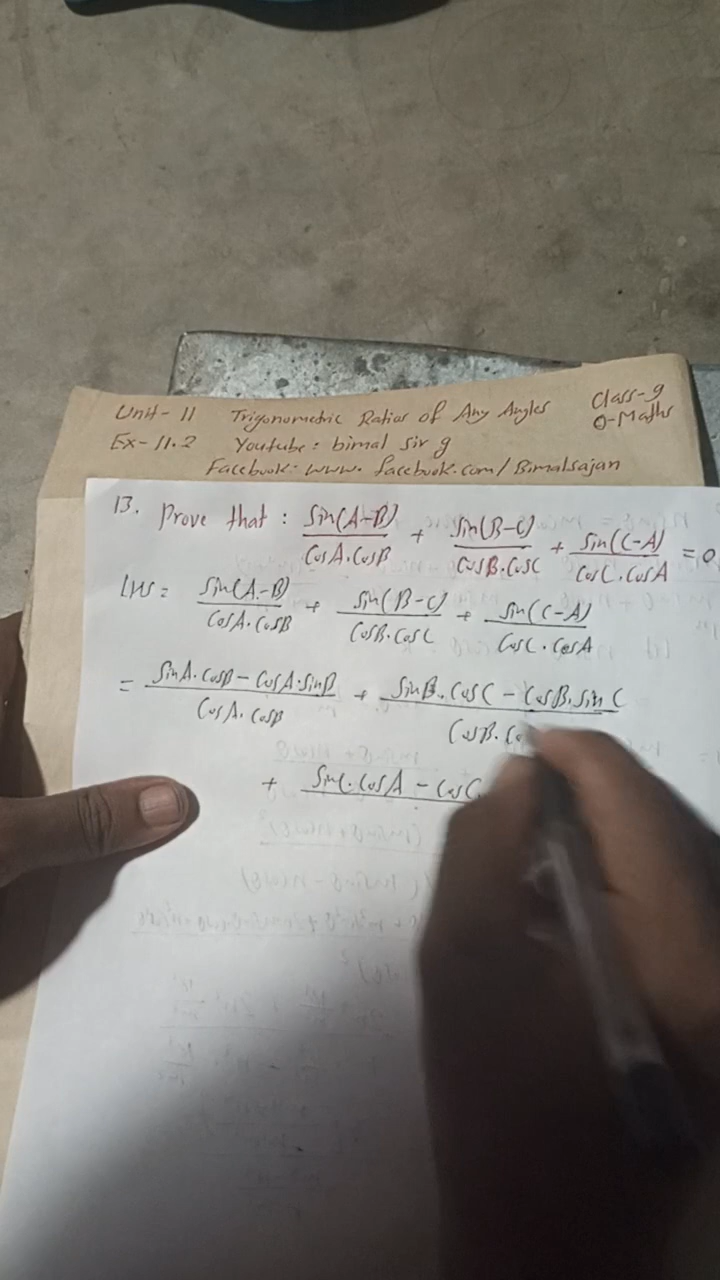 Unit- 11 Trigonometric Ratios of Any Angles Class-9
Ex- 11.2 Youtube: bimal sir g O-Maths
Facebook: www. facebook.com/Bimalsajan
13. Prove that : Sin(A-B)/CosA.CosB + Sin(B-C)/CosB.CosC + Sin(C-A)/CosC.CosA = 0
LHS= Sin(A-B)/CosA.CosB + Sin(B-C)/CosB.CosC + Sin(C-A)/CosC.CosA
= SinA.CosB - CosA.SinB/CosA.CosB + SinB.CosC - CosB.SinC/CosB.Co
+ SinC.CosA - CosC